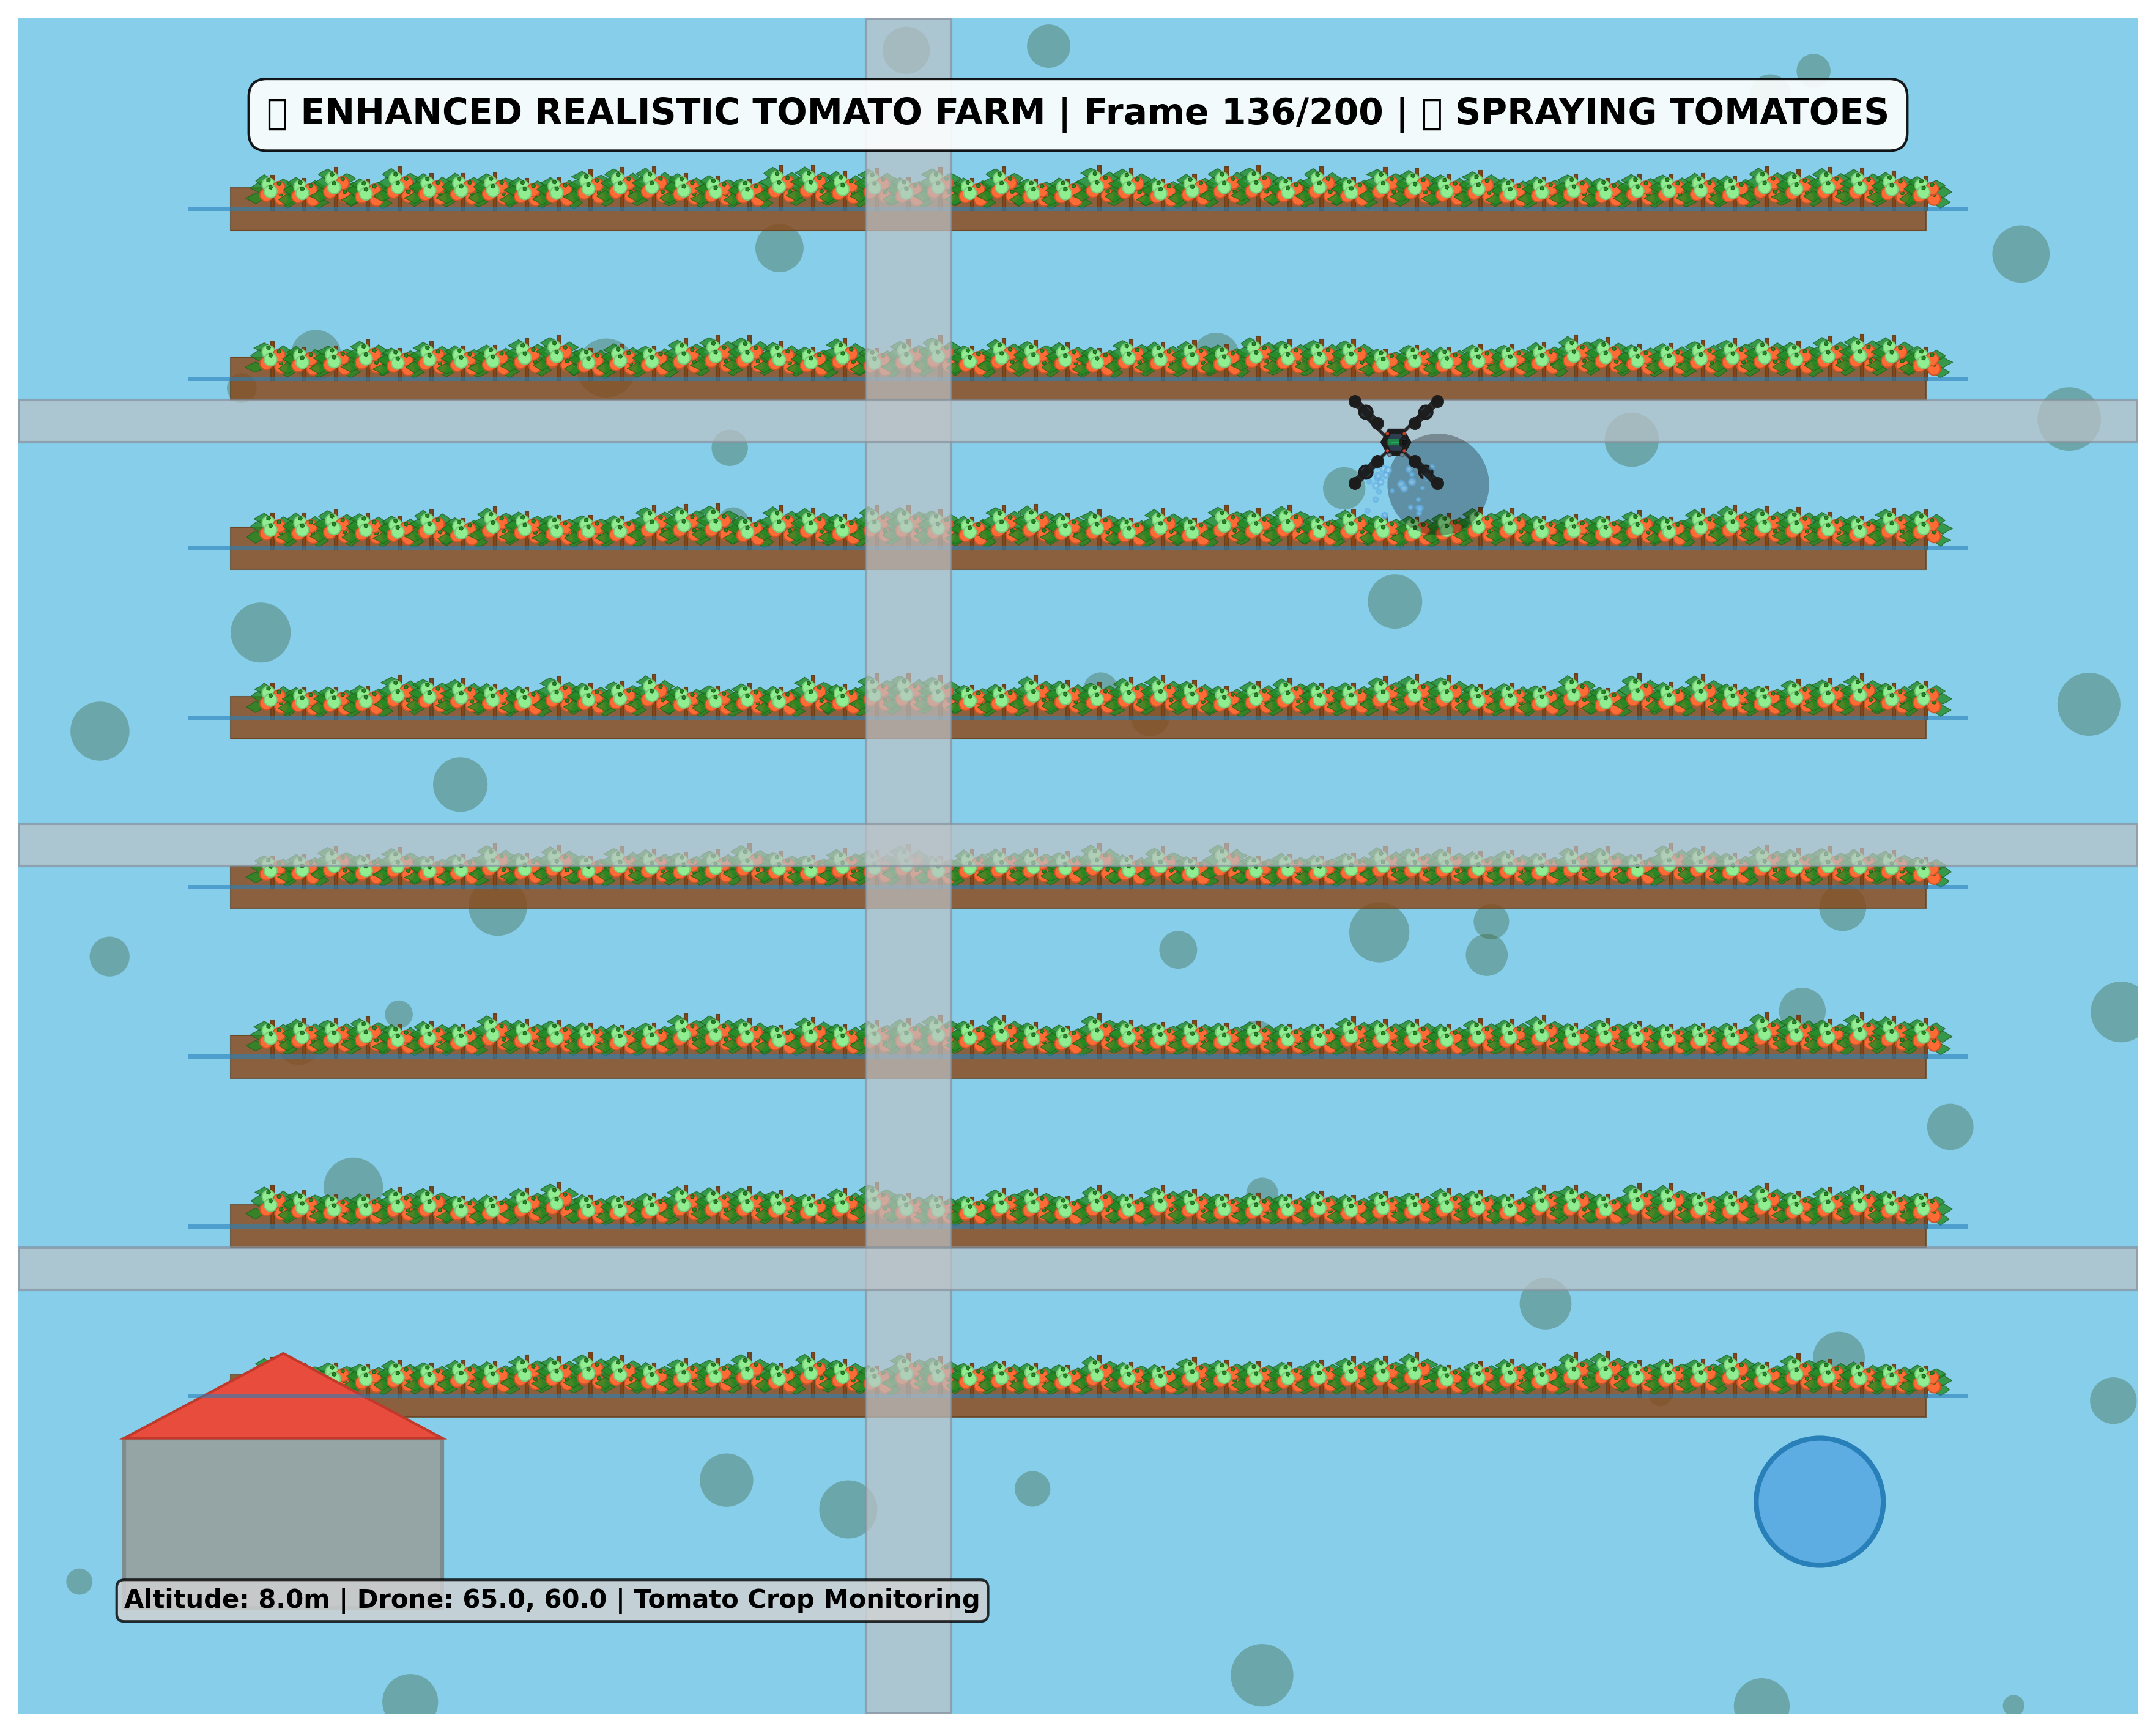 ▯ ENHANCED REALISTIC TOMATO FARM | Frame 136/200 | ▯ SPRAYING TOMATOES
Altitude: 8.0m | Drone: 65.0, 60.0 | Tomato Crop Monitoring